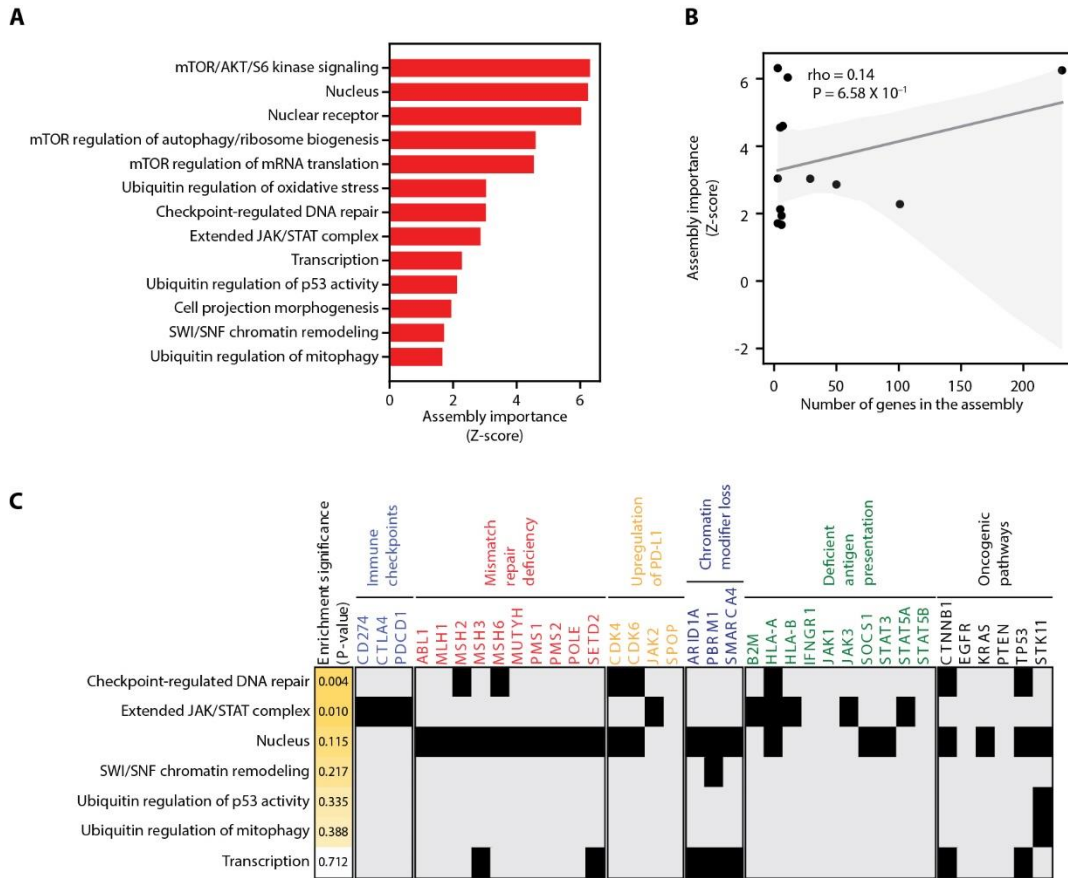 A
mTOR/AKT/S6 kinase signaling
Nucleus
Nuclear receptor
mTOR regulation of autophagy/ribosome biogenesis
mTOR regulation of mRNA translation
Ubiquitin regulation of oxidative stress
Checkpoint-regulated DNA repair
Extended JAK/STAT complex
Transcription
Ubiquitin regulation of p53 activity
Cell projection morphogenesis
SWI/SNF chromatin remodeling
Ubiquitin regulation of mitophagy
0 2 4 6
Assembly importance
(Z-score)
B
rho = 0.14
P = 6.58 X 10⁻¹
6
4
2
0
-2
Assembly importance
(Z-score)
0 50 100 150 200
Number of genes in the assembly
C
Enrichment significance
(P-value)
Immune
checkpoints
Mismatch
repair
deficiency
Upregulation
of PD-L1
Chromatin
modifier loss
Deficient
antigen
presentation
Oncogenic
pathways
CD274
CTLA4
PDCD1
ABL1
MLH1
MSH2
MSH3
MSH6
MUTYH
PMS1
PMS2
POLE
SETD2
CDK4
CDK6
JAK2
SPOP
ARID1A
PBRM1
SMARCA4
B2M
HLA-A
HLA-B
IFNGR1
JAK1
JAK3
SOCS1
STAT3
STAT5A
STAT5B
CTNNB1
EGFR
KRAS
PTEN
TP53
STK11
Checkpoint-regulated DNA repair 0.004
Extended JAK/STAT complex 0.010
Nucleus 0.115
SWI/SNF chromatin remodeling 0.217
Ubiquitin regulation of p53 activity 0.335
Ubiquitin regulation of mitophagy 0.388
Transcription 0.712